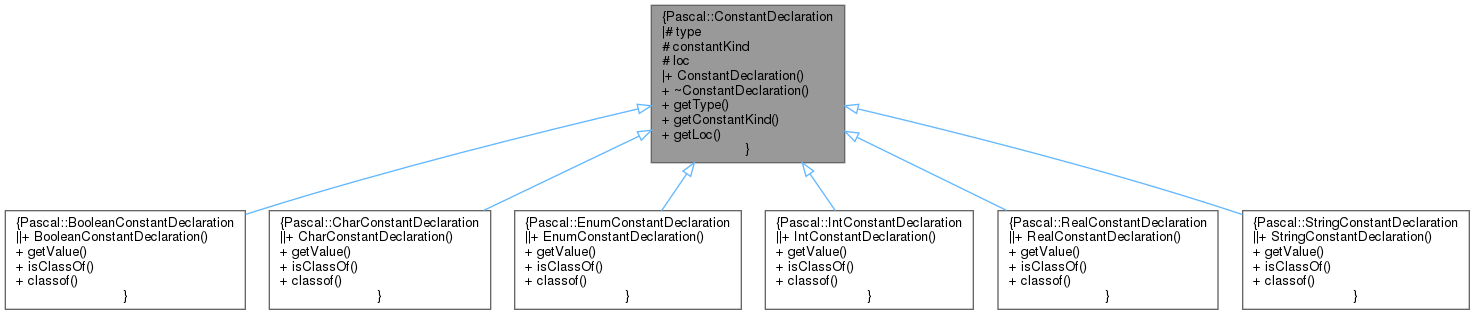 {Pascal::ConstantDeclaration
|# type
# constantKind
# loc
|+ ConstantDeclaration()
+ ~ConstantDeclaration()
+ getType()
+ getConstantKind()
+ getLoc()
}
{Pascal::BooleanConstantDeclaration
||+ BooleanConstantDeclaration()
+ getValue()
+ isClassOf()
+ classof()
}
{Pascal::CharConstantDeclaration
||+ CharConstantDeclaration()
+ getValue()
+ isClassOf()
+ classof()
}
{Pascal::EnumConstantDeclaration
||+ EnumConstantDeclaration()
+ getValue()
+ isClassOf()
+ classof()
}
{Pascal::IntConstantDeclaration
||+ IntConstantDeclaration()
+ getValue()
+ isClassOf()
+ classof()
}
{Pascal::RealConstantDeclaration
||+ RealConstantDeclaration()
+ getValue()
+ isClassOf()
+ classof()
}
{Pascal::StringConstantDeclaration
||+ StringConstantDeclaration()
+ getValue()
+ isClassOf()
+ classof()
}